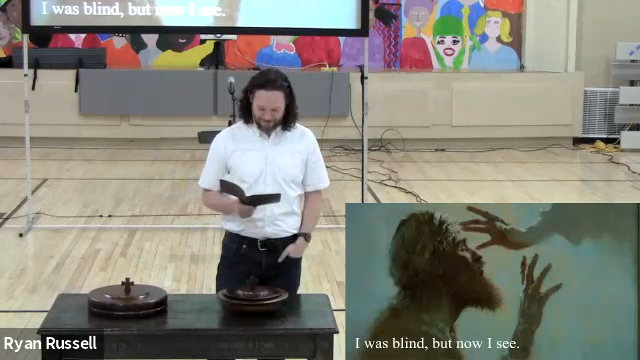 I was blind, but now I see.
Ryan Russell
I was blind, but now I see.